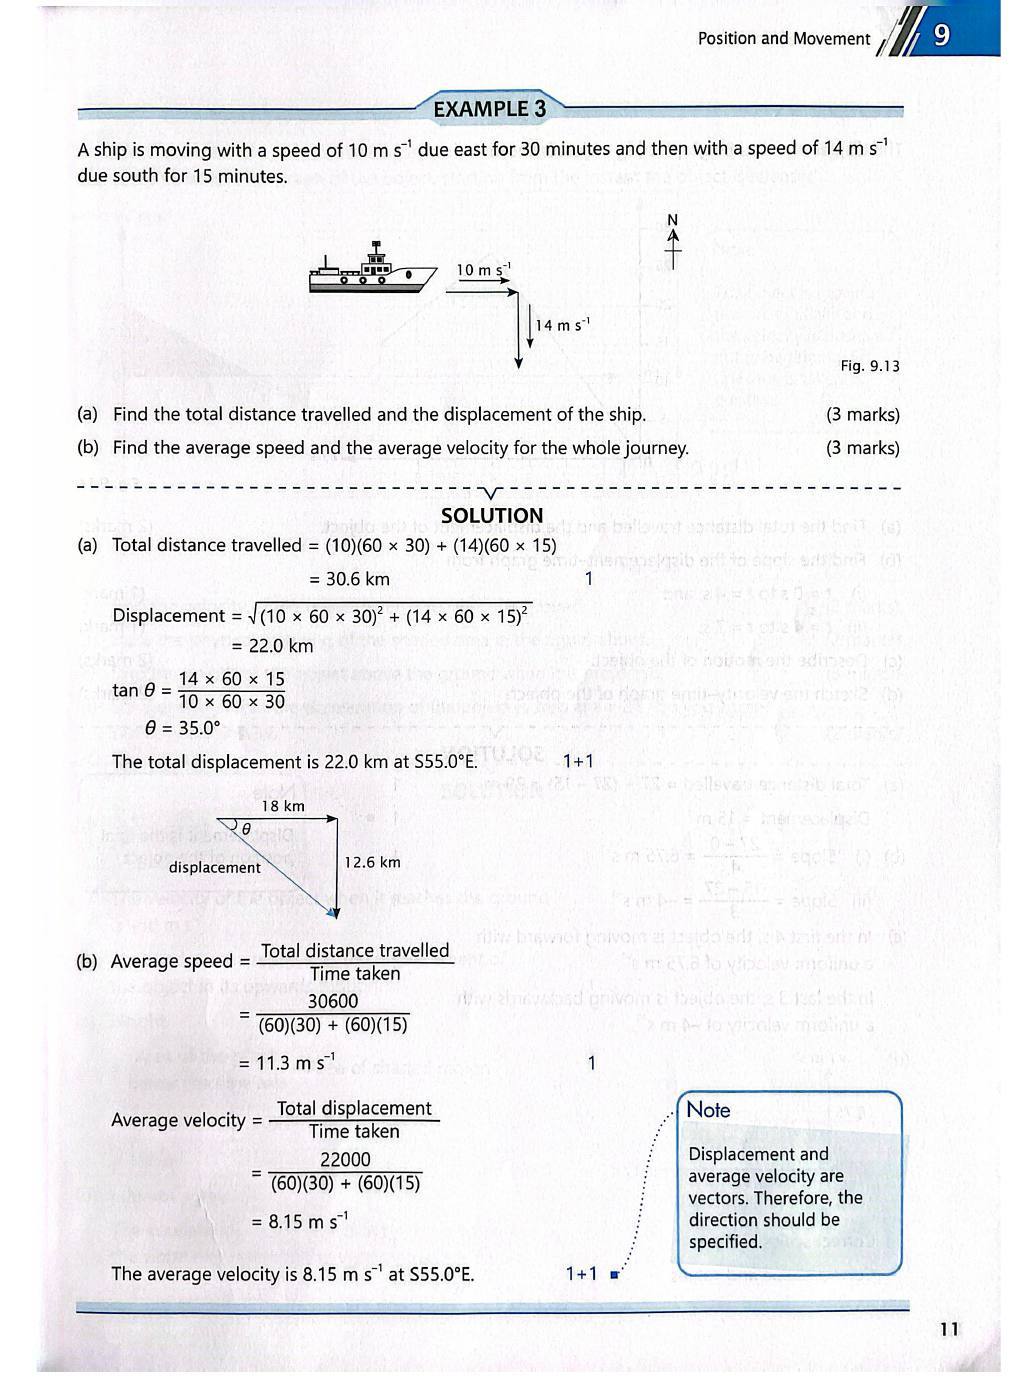 Position and Movement 9
EXAMPLE 3
A ship is moving with a speed of 10 m s⁻¹ due east for 30 minutes and then with a speed of 14 m s⁻¹
due south for 15 minutes.
N
10 m s⁻¹
14 m s⁻¹
Fig. 9.13
(a) Find the total distance travelled and the displacement of the ship. (3 marks)
(b) Find the average speed and the average velocity for the whole journey. (3 marks)
SOLUTION
(a) Total distance travelled = (10)(60 × 30) + (14)(60 × 15)
= 30.6 km 1
Displacement = √(10 × 60 × 30)² + (14 × 60 × 15)²
= 22.0 km
tan θ = 14 × 60 × 15 / 10 × 60 × 30
θ = 35.0°
The total displacement is 22.0 km at S55.0°E. 1+1
18 km
θ
displacement
12.6 km
(b) Average speed = Total distance travelled / Time taken
= 30600 / (60)(30) + (60)(15)
= 11.3 m s⁻¹ 1
Average velocity = Total displacement / Time taken
= 22000 / (60)(30) + (60)(15)
= 8.15 m s⁻¹
The average velocity is 8.15 m s⁻¹ at S55.0°E. 1+1
Note
Displacement and
average velocity are
vectors. Therefore, the
direction should be
specified.
11